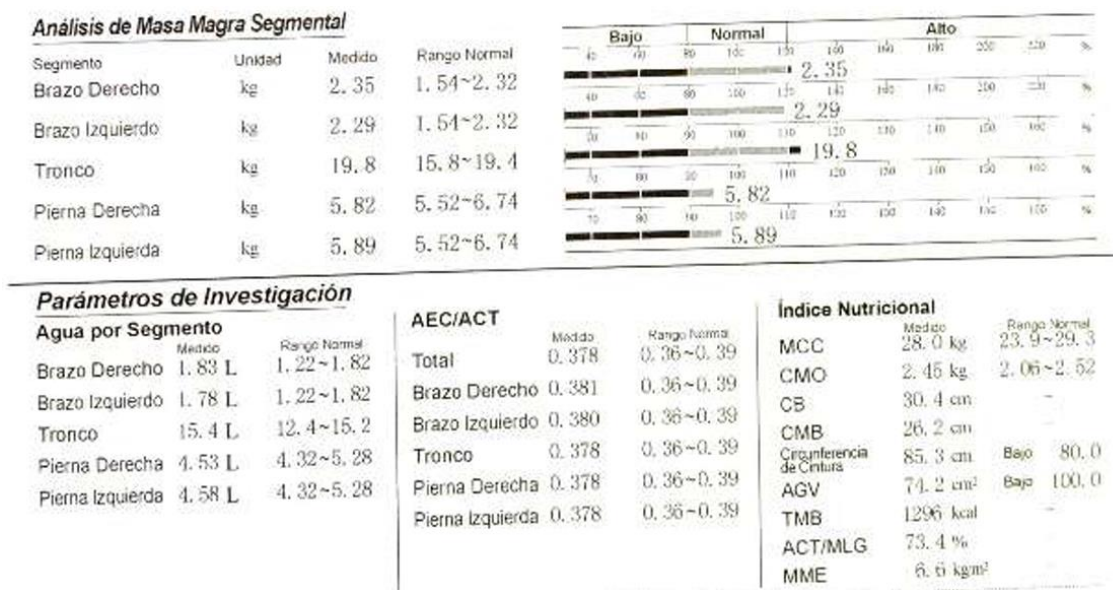 Análisis de Masa Magra Segmental
Segmento Unidad Medido Rango Normal
Bajo Normal Alto
Brazo Derecho kg 2.35 1.54~2.32 2.35
Brazo Izquierdo kg 2.29 1.54~2.32 2.29
Tronco kg 19.8 15.8~19.4 19.8
Pierna Derecha kg 5.82 5.52~6.74 5.82
Pierna Izquierda kg 5.89 5.52~6.74 5.89
Parámetros de Investigación
Agua por Segmento
Medido Rango Normal
Brazo Derecho 1.83 L 1.22~1.82
Brazo Izquierdo 1.78 L 1.22~1.82
Tronco 15.4 L 12.4~15.2
Pierna Derecha 4.53 L 4.32~5.28
Pierna Izquierda 4.58 L 4.32~5.28
AEC/ACT
Medido Rango Normal
Total 0.378 0.36~0.39
Brazo Derecho 0.381 0.36~0.39
Brazo Izquierdo 0.380 0.36~0.39
Tronco 0.378 0.36~0.39
Pierna Derecha 0.378 0.36~0.39
Pierna Izquierda 0.378 0.36~0.39
Índice Nutricional
Medido Rango Normal
MCC 28.0 kg 23.9~29.3
CMO 2.45 kg 2.06~2.52
CB 30.4 cm -
CMB 26.2 cm
Circunferencia de Cintura 85.3 cm Bajo 80.0
AGV 74.2 cm² Bajo 100.0
TMB 1296 kcal -
ACT/MLG 73.4 %
MME 6.6 kgm²